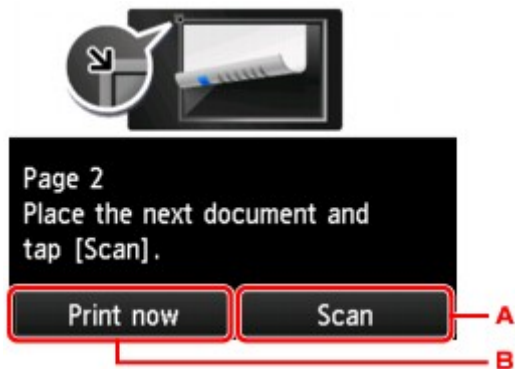 Page 2
Place the next document and
tap [Scan].
Print now Scan A
B